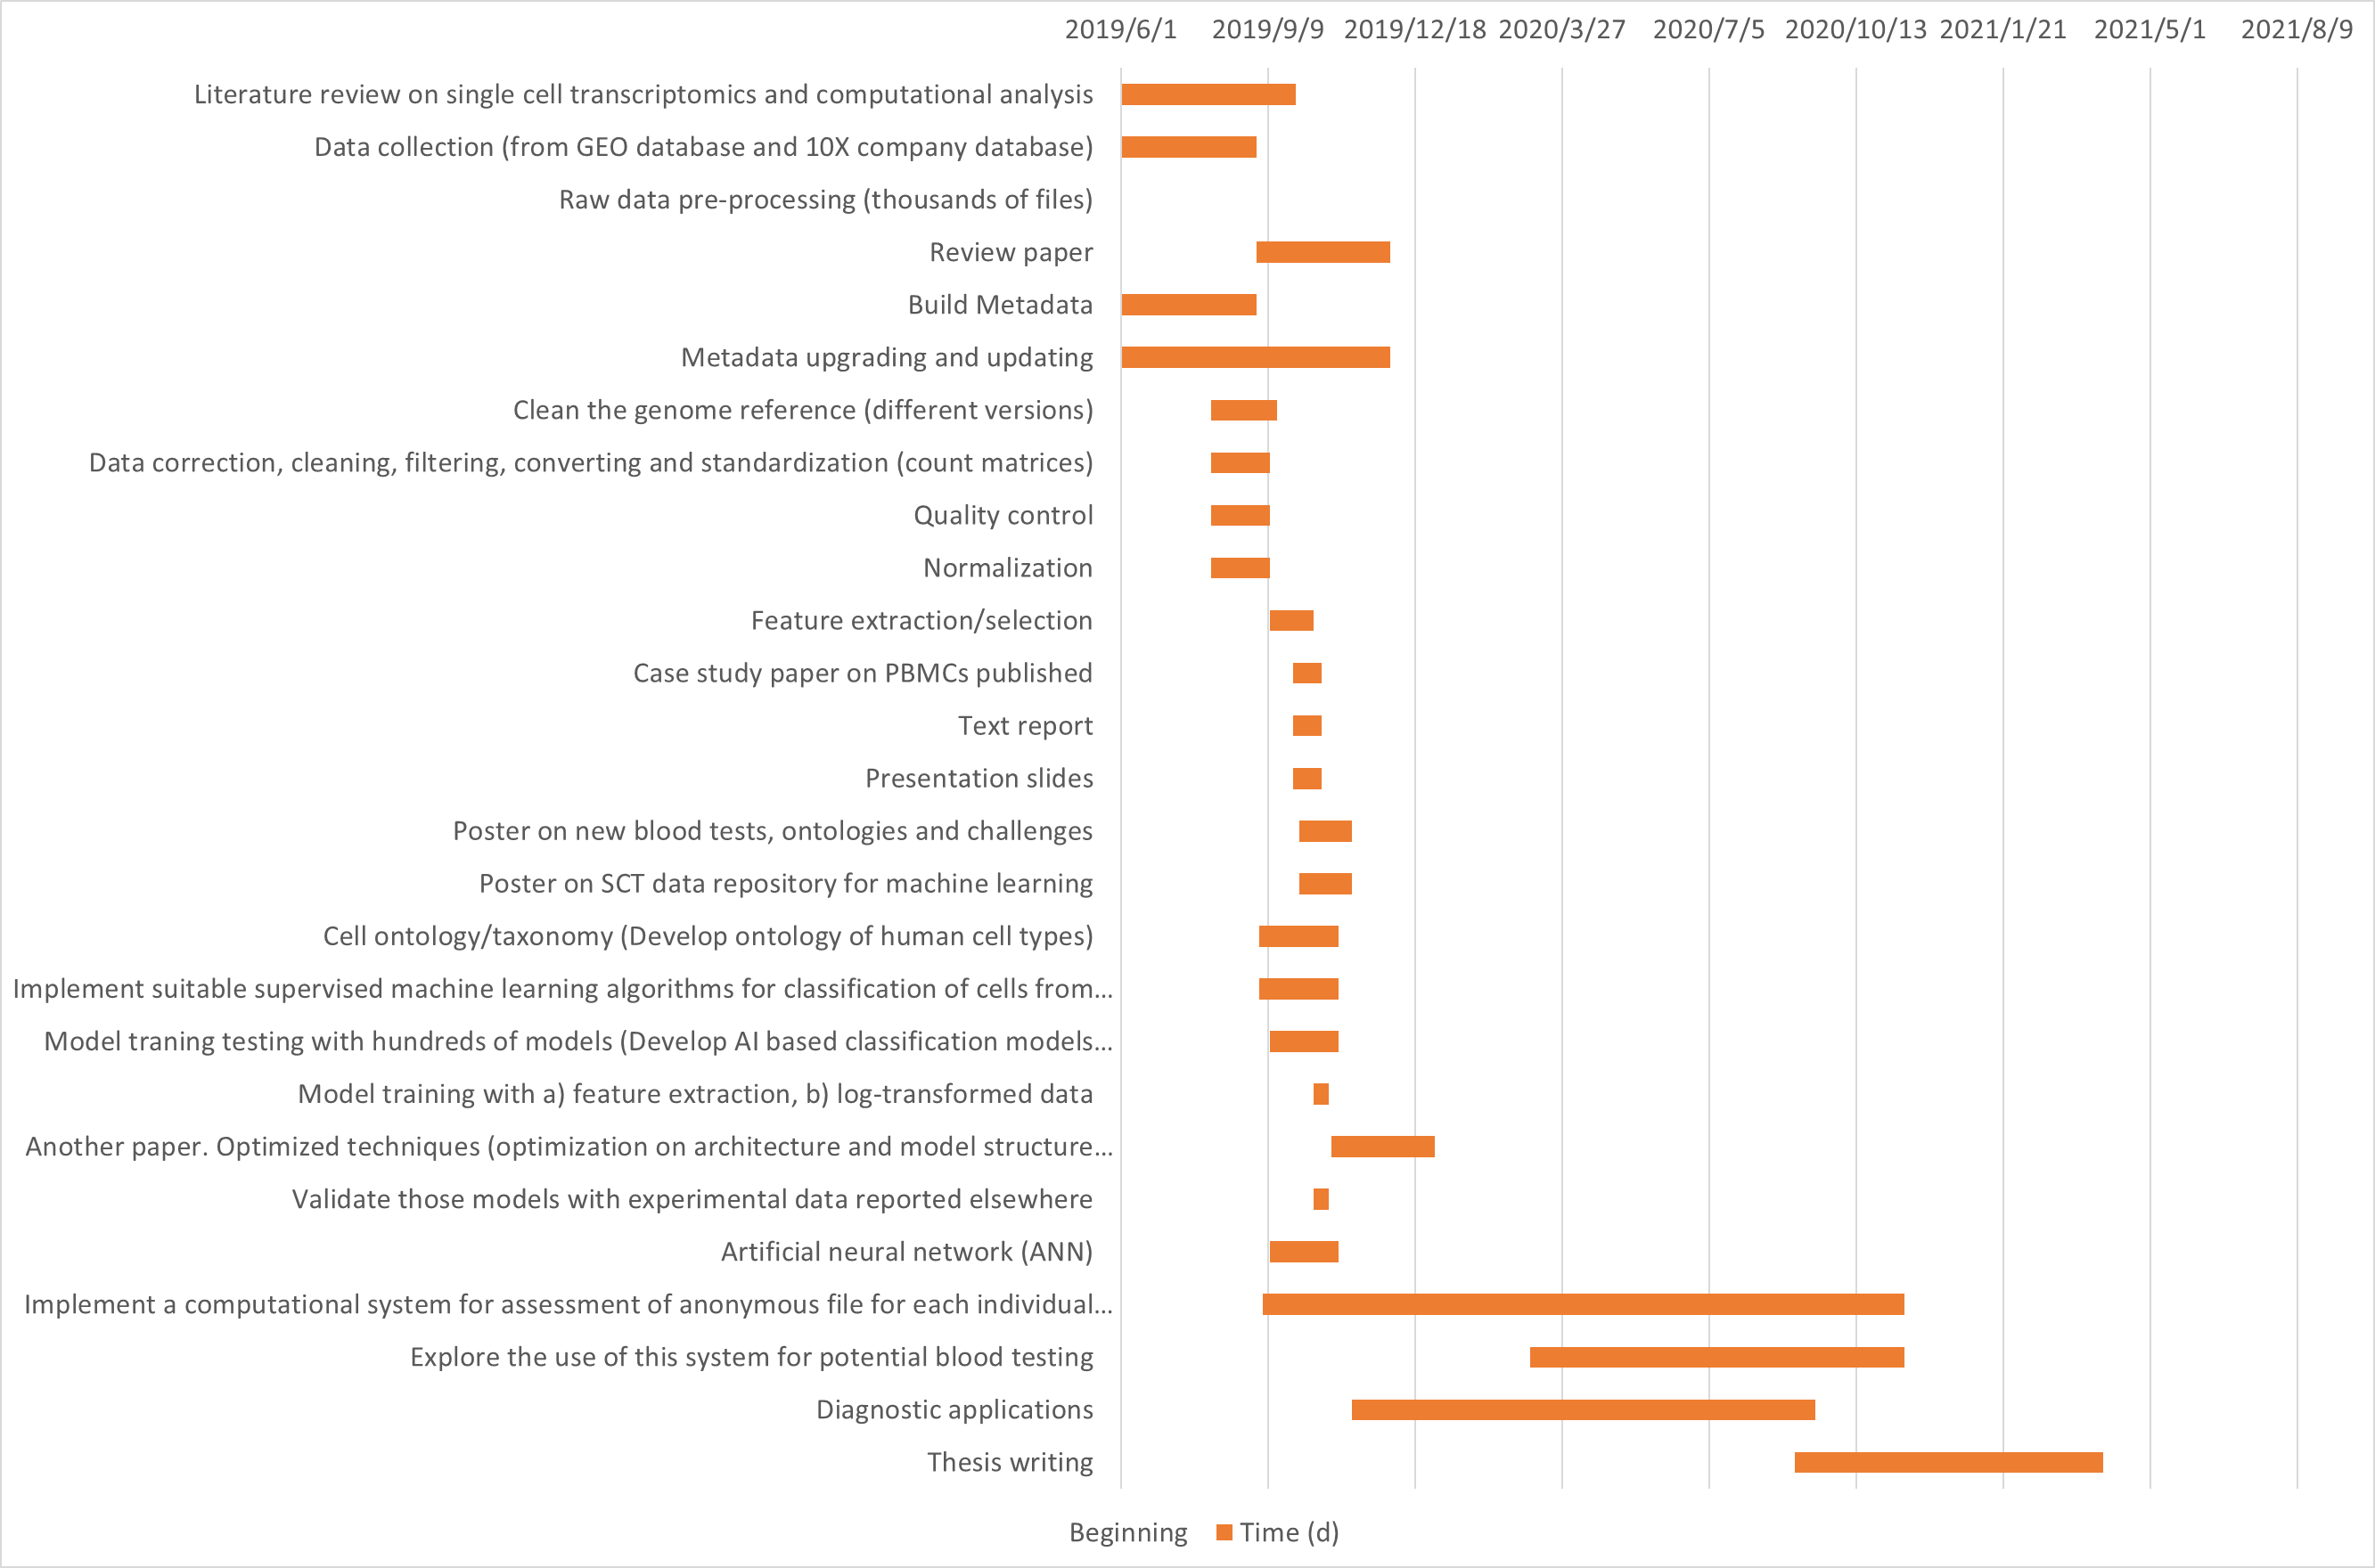 2019/6/1 2019/9/9 2019/12/18 2020/3/27 2020/7/5 2020/10/13 2021/1/21 2021/5/1 2021/8/9
Literature review on single cell transcriptomics and computational analysis
Data collection (from GEO database and 10X company database)
Raw data pre-processing (thousands of files)
Review paper
Build Metadata
Metadata upgrading and updating
Clean the genome reference (different versions)
Data correction, cleaning, filtering, converting and standardization (count matrices)
Quality control
Normalization
Feature extraction/selection
Case study paper on PBMCs published
Text report
Presentation slides
Poster on new blood tests, ontologies and challenges
Poster on SCT data repository for machine learning
Cell ontology/taxonomy (Develop ontology of human cell types)
Implement suitable supervised machine learning algorithms for classification of cells from...
Model traning testing with hundreds of models (Develop AI based classification models...
Model training with a) feature extraction, b) log-transformed data
Another paper. Optimized techniques (optimization on architecture and model structure...
Validate those models with experimental data reported elsewhere
Artificial neural network (ANN)
Implement a computational system for assessment of anonymous file for each individual...
Explore the use of this system for potential blood testing
Diagnostic applications
Thesis writing
Beginning Time (d)